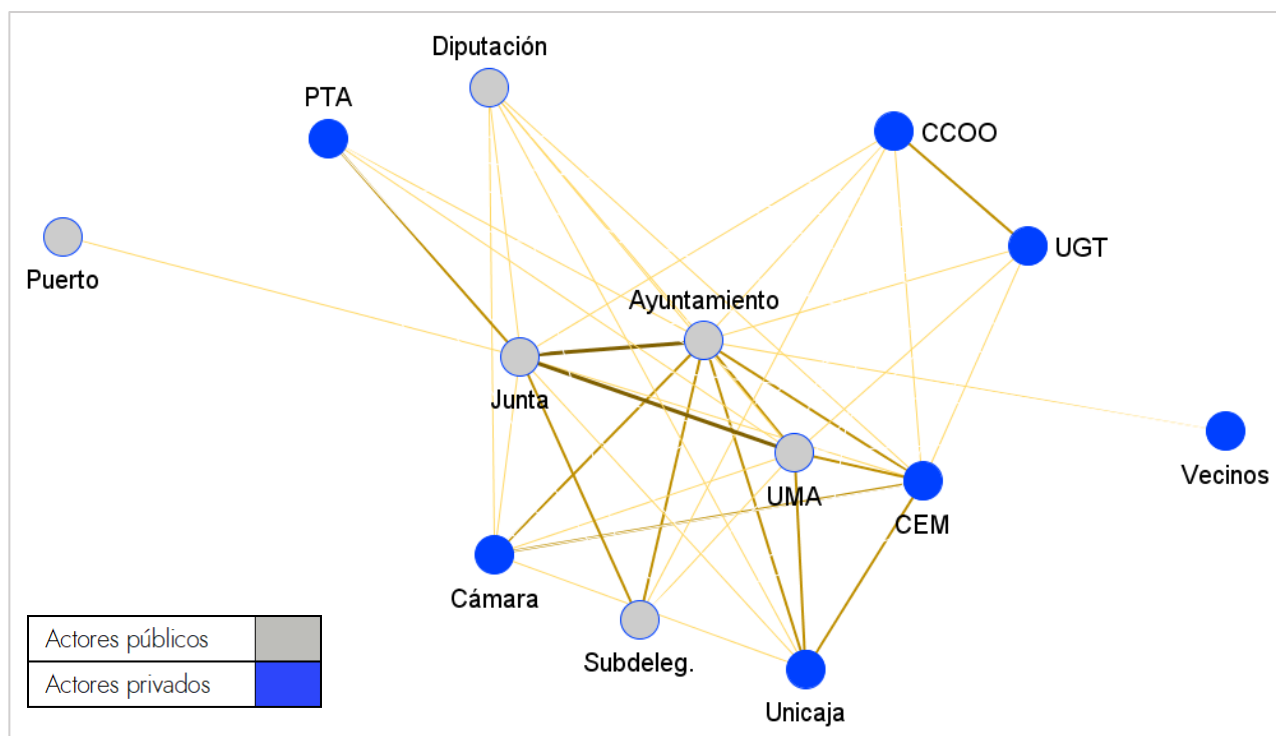 Diputación
PTA
CCOO
UGT
Puerto
Ayuntamiento
Junta
UMA
Vecinos
CEM
Cámara
Subdeleg.
Unicaja
Actores públicos
Actores privados